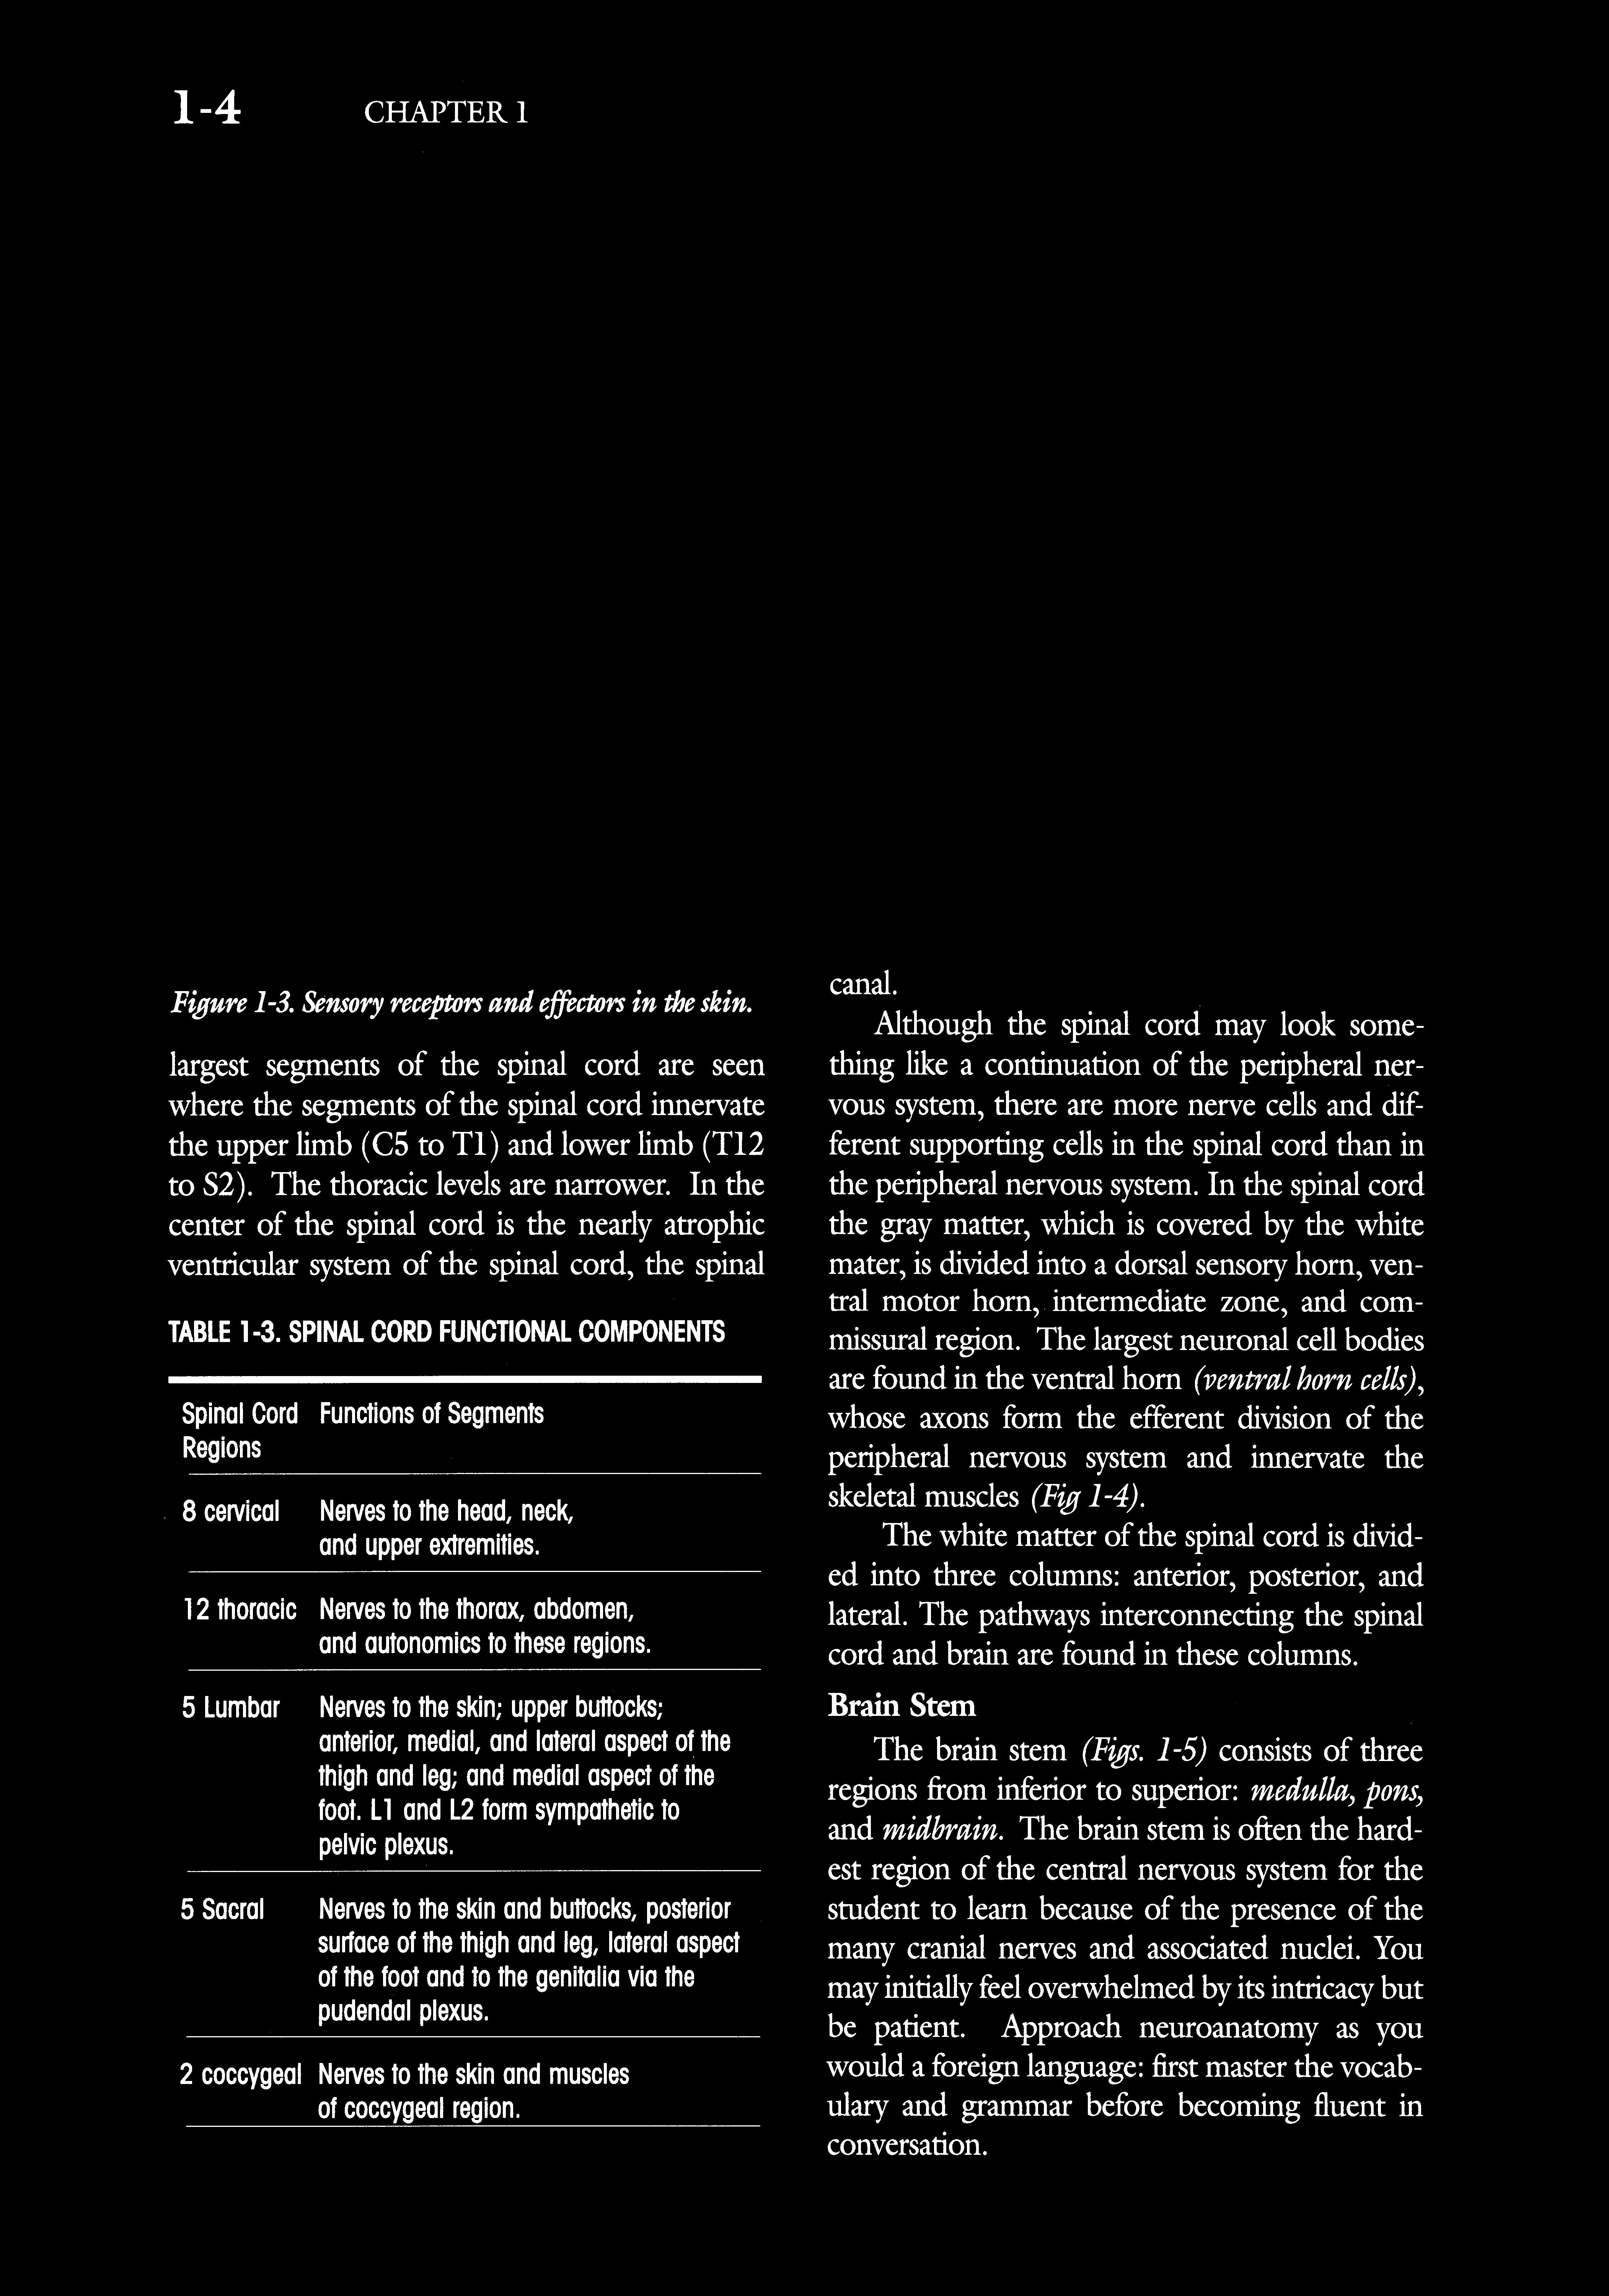 1-4 CHAPTER 1
Figure 1-3. Sensory receptors and effectors in the skin.
largest segments of the spinal cord are seen
where the segments of the spinal cord innervate
the upper limb (C5 to T1) and lower limb (T12
to S2). The thoracic levels are narrower. In the
center of the spinal cord is the nearly atrophic
ventricular system of the spinal cord, the spinal
TABLE 1-3. SPINAL CORD FUNCTIONAL COMPONENTS
Spinal Cord Functions of Segments
Regions
8 cervical Nerves to the head, neck,
and upper extremities.
12 thoracic Nerves to the thorax, abdomen,
and autonomics to these regions.
5 Lumbar Nerves to the skin; upper buttocks;
anterior, medial, and lateral aspect of the
thigh and leg; and medial aspect of the
foot. L1 and L2 form sympathetic to
pelvic plexus.
5 Sacral Nerves to the skin and buttocks, posterior
surface of the thigh and leg, lateral aspect
of the foot and to the genitalia via the
pudendal plexus.
2 coccygeal Nerves to the skin and muscles
of coccygeal region.
canal.
Although the spinal cord may look some-
thing like a continuation of the peripheral ner-
vous system, there are more nerve cells and dif-
ferent supporting cells in the spinal cord than in
the peripheral nervous system. In the spinal cord
the gray matter, which is covered by the white
mater, is divided into a dorsal sensory horn, ven-
tral motor horn, intermediate zone, and com-
missural region. The largest neuronal cell bodies
are found in the ventral horn (ventral horn cells),
whose axons form the efferent division of the
peripheral nervous system and innervate the
skeletal muscles (Fig 1-4).
The white matter of the spinal cord is divid-
ed into three columns: anterior, posterior, and
lateral. The pathways interconnecting the spinal
cord and brain are found in these columns.
Brain Stem
The brain stem (Figs. 1-5) consists of three
regions from inferior to superior: medulla, pons,
and midbrain. The brain stem is often the hard-
est region of the central nervous system for the
student to learn because of the presence of the
many cranial nerves and associated nuclei. You
may initially feel overwhelmed by its intricacy but
be patient. Approach neuroanatomy as you
would a foreign language: first master the vocab-
ulary and grammar before becoming fluent in
conversation.